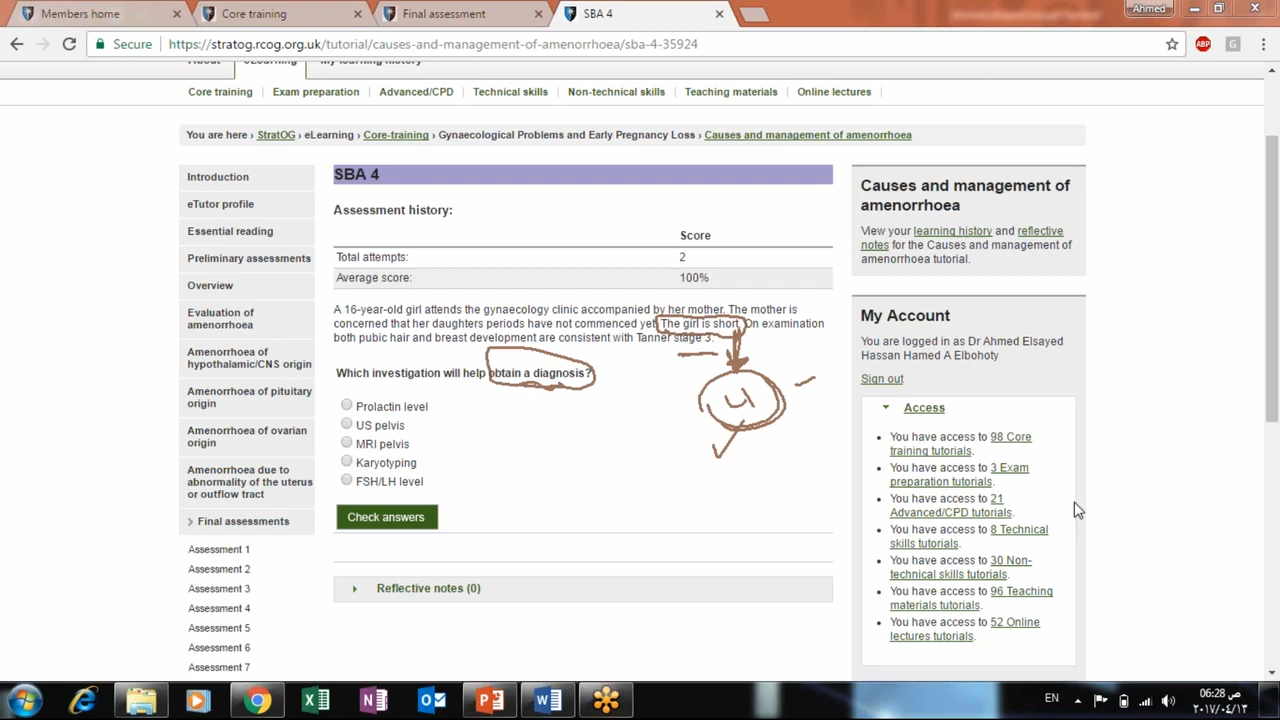 Members home
Core training
Final assessment
SBA 4
Ahmed
Secure
https://stratog.rcog.org.uk/tutorial/causes-and-management-of-amenorrhoea/sba-4-35924
ABP
G
About
eLearning
My learning history
Core training
Exam preparation
Advanced/CPD
Technical skills
Non-technical skills
Teaching materials
Online lectures
You are here › StratOG › eLearning › Core-training › Gynaecological Problems and Early Pregnancy Loss › Causes and management of amenorrhoea
Introduction
eTutor profile
Essential reading
Preliminary assessments
Overview
Evaluation of
amenorrhoea
Amenorrhoea of
hypothalamic/CNS origin
Amenorrhoea of pituitary
origin
Amenorrhoea of ovarian
origin
Amenorrhoea due to
abnormality of the uterus
or outflow tract
Final assessments
Assessment 1
Assessment 2
Assessment 3
Assessment 4
Assessment 5
Assessment 6
Assessment 7
SBA 4
Assessment history:
Score
Total attempts: 2
Average score: 100%
A 16-year-old girl attends the gynaecology clinic accompanied by her mother. The mother is
concerned that her daughters periods have not commenced yet. The girl is short. On examination
both pubic hair and breast development are consistent with Tanner stage 3.
Which investigation will help obtain a diagnosis?
Prolactin level
US pelvis
MRI pelvis
Karyotyping
FSH/LH level
Check answers
Reflective notes (0)
Causes and management of
amenorrhoea
View your learning history and reflective
notes for the Causes and management of
amenorrhoea tutorial.
My Account
You are logged in as Dr Ahmed Elsayed
Hassan Hamed A Elbohoty
Sign out
Access
You have access to 98 Core
training tutorials.
You have access to 3 Exam
preparation tutorials.
You have access to 21
Advanced/CPD tutorials.
You have access to 8 Technical
skills tutorials.
You have access to 30 Non-
technical skills tutorials.
You have access to 96 Teaching
materials tutorials.
You have access to 52 Online
lectures tutorials.
EN
06:28 ص
٢٠١٧/٠٤/١٣